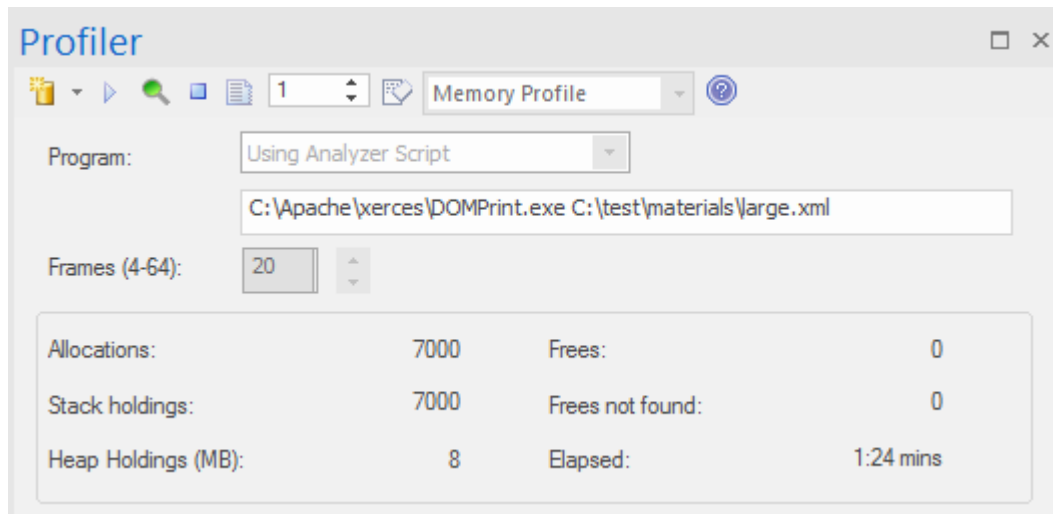 Profiler
1 Memory Profile
Program: Using Analyzer Script
C:\Apache\xerces\DOMPrint.exe C:\test\materials\large.xml
Frames (4-64): 20
Allocations: 7000 Frees: 0
Stack holdings: 7000 Frees not found: 0
Heap Holdings (MB): 8 Elapsed: 1:24 mins